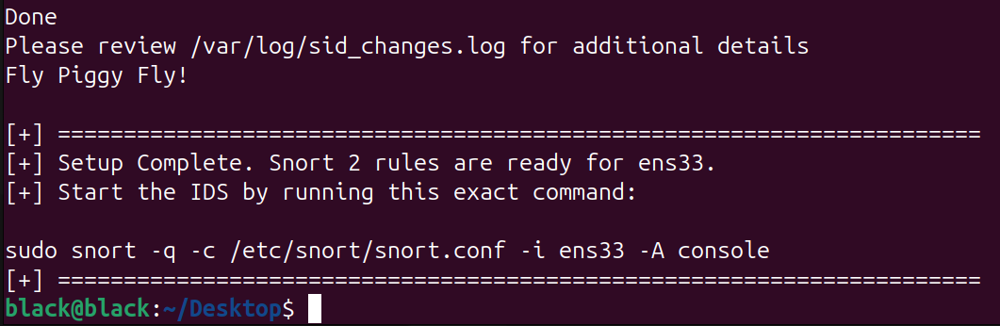 Done
Please review /var/log/sid_changes.log for additional details
Fly Piggy Fly!
[+] ======================================================================
[+] Setup Complete. Snort 2 rules are ready for ens33.
[+] Start the IDS by running this exact command:
sudo snort -q -c /etc/snort/snort.conf -i ens33 -A console
[+] ======================================================================
black@black:~/Desktop$